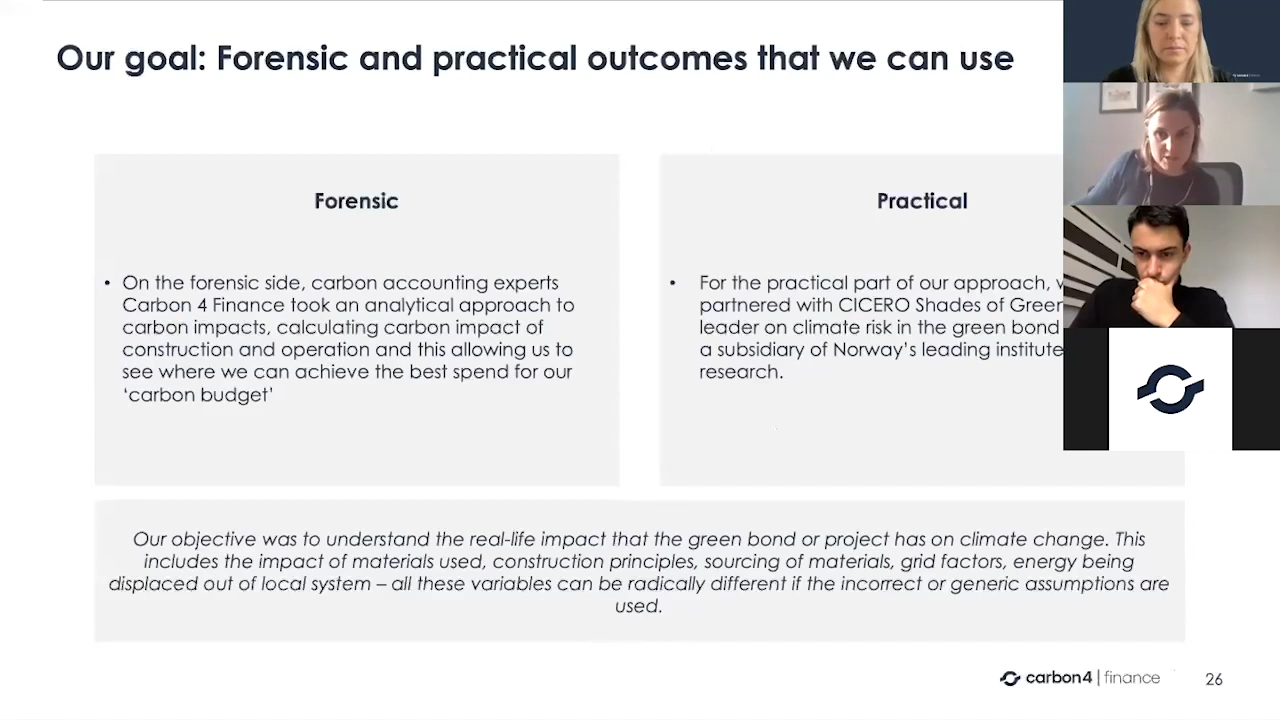 Our goal: Forensic and practical outcomes that we can use
Forensic
• On the forensic side, carbon accounting experts
Carbon 4 Finance took an analytical approach to
carbon impacts, calculating carbon impact of
construction and operation and this allowing us to
see where we can achieve the best spend for our
‘carbon budget’
Practical
• For the practical part of our approach,
partnered with CICERO Shades of Green
leader on climate risk in the green bond
a subsidiary of Norway’s leading institute
research.
Our objective was to understand the real-life impact that the green bond or project has on climate change. This
includes the impact of materials used, construction principles, sourcing of materials, grid factors, energy being
displaced out of local system – all these variables can be radically different if the incorrect or generic assumptions are
used.
carbon4 | finance
26